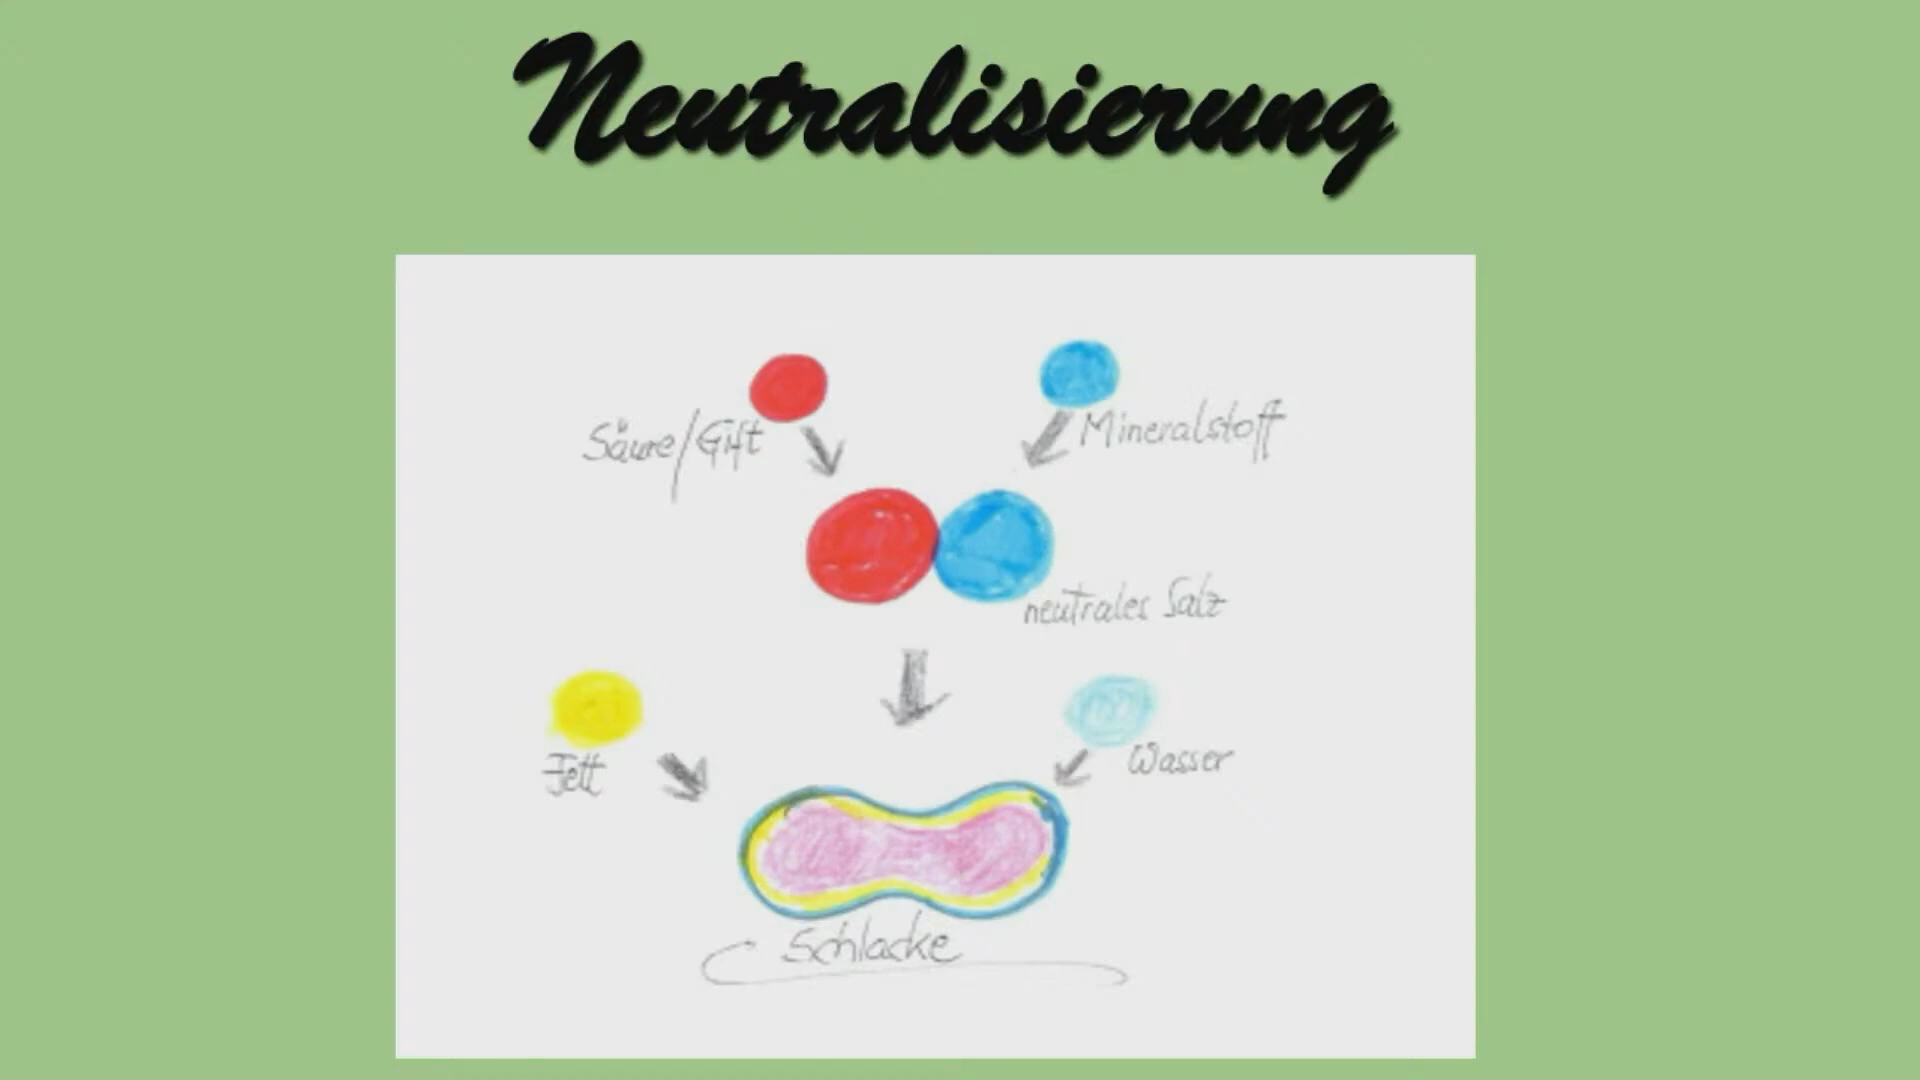 Neutralisierung
Säure/Gift
Mineralstoff
neutrales Salz
Fett
Wasser
Schlacke